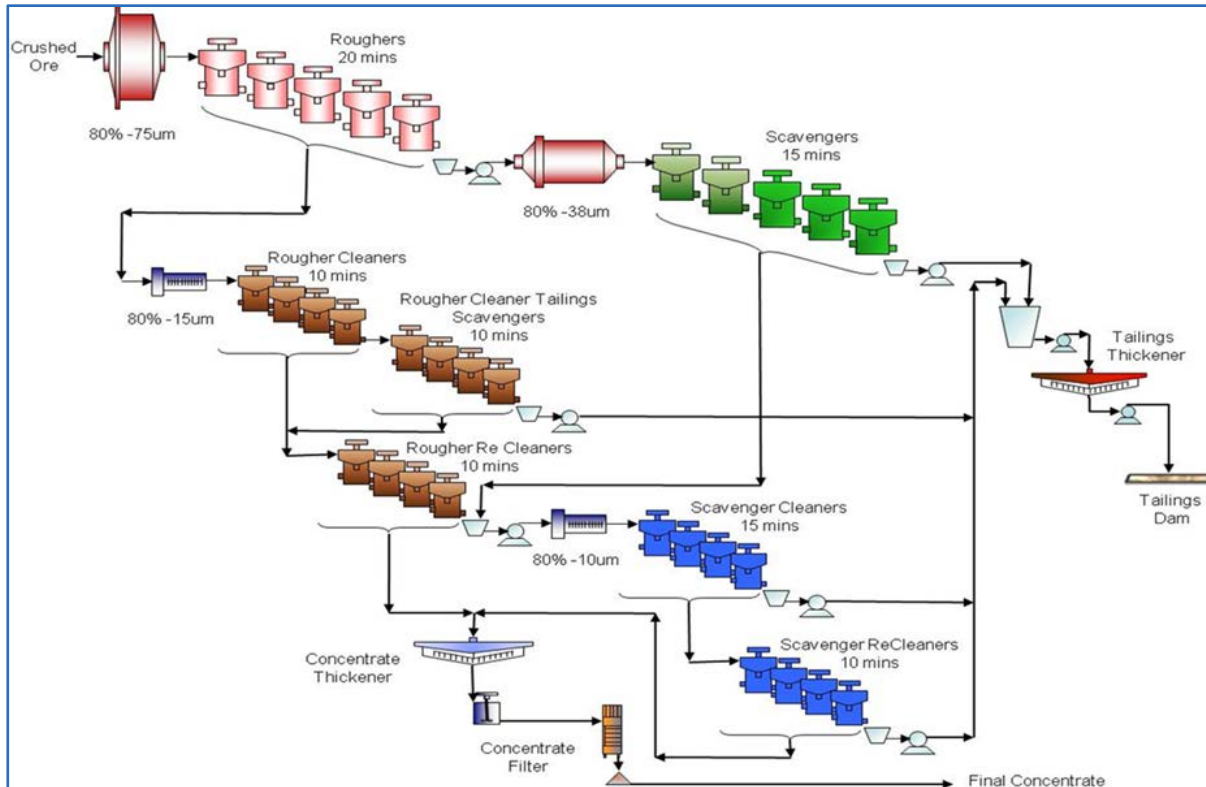 Crushed
Ore
80% -75um
Roughers
20 mins
80% -38um
Scavengers
15 mins
80% -15um
Rougher Cleaners
10 mins
Rougher Cleaner Tailings
Scavengers
10 mins
Tailings
Thickener
Tailings
Dam
Rougher Re Cleaners
10 mins
80% -10um
Scavenger Cleaners
15 mins
Scavenger ReCleaners
10 mins
Concentrate
Thickener
Concentrate
Filter
Final Concentrate